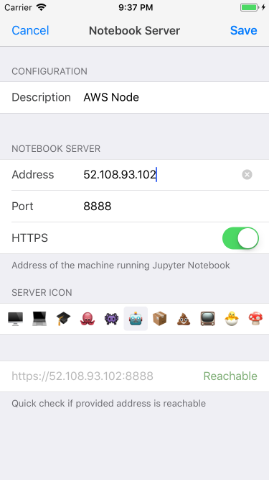 Carrier 9:37 PM
Cancel Notebook Server Save
CONFIGURATION
Description AWS Node
NOTEBOOK SERVER
Address 52.108.93.102
Port 8888
HTTPS
Address of the machine running Jupyter Notebook
SERVER ICON
https://52.108.93.102:8888 Reachable
Quick check if provided address is reachable